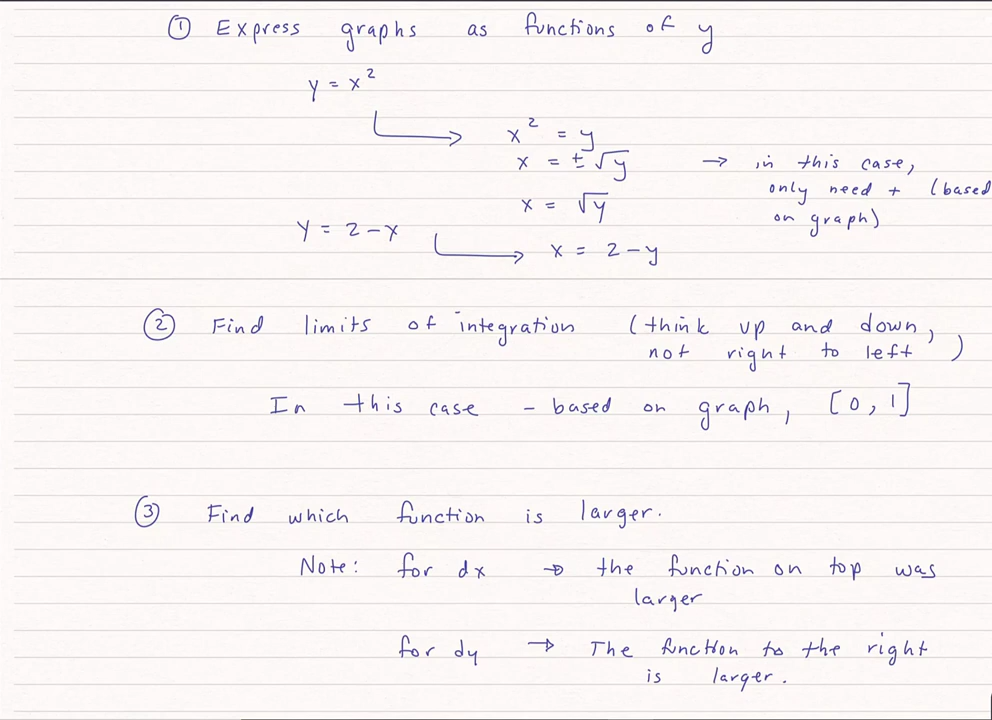 ① Express graphs as functions of y
y = x²
x² = y
x = ± √y → in this case,
only need + (based
on graph)
x = √y
y = 2 - x
x = 2 - y
② Find limits of integration (think up and down,
not right to left)
In this case - based on graph, [0, 1]
③ Find which function is larger.
Note: for dx → the function on top was
larger
for dy → The function to the right
is larger.